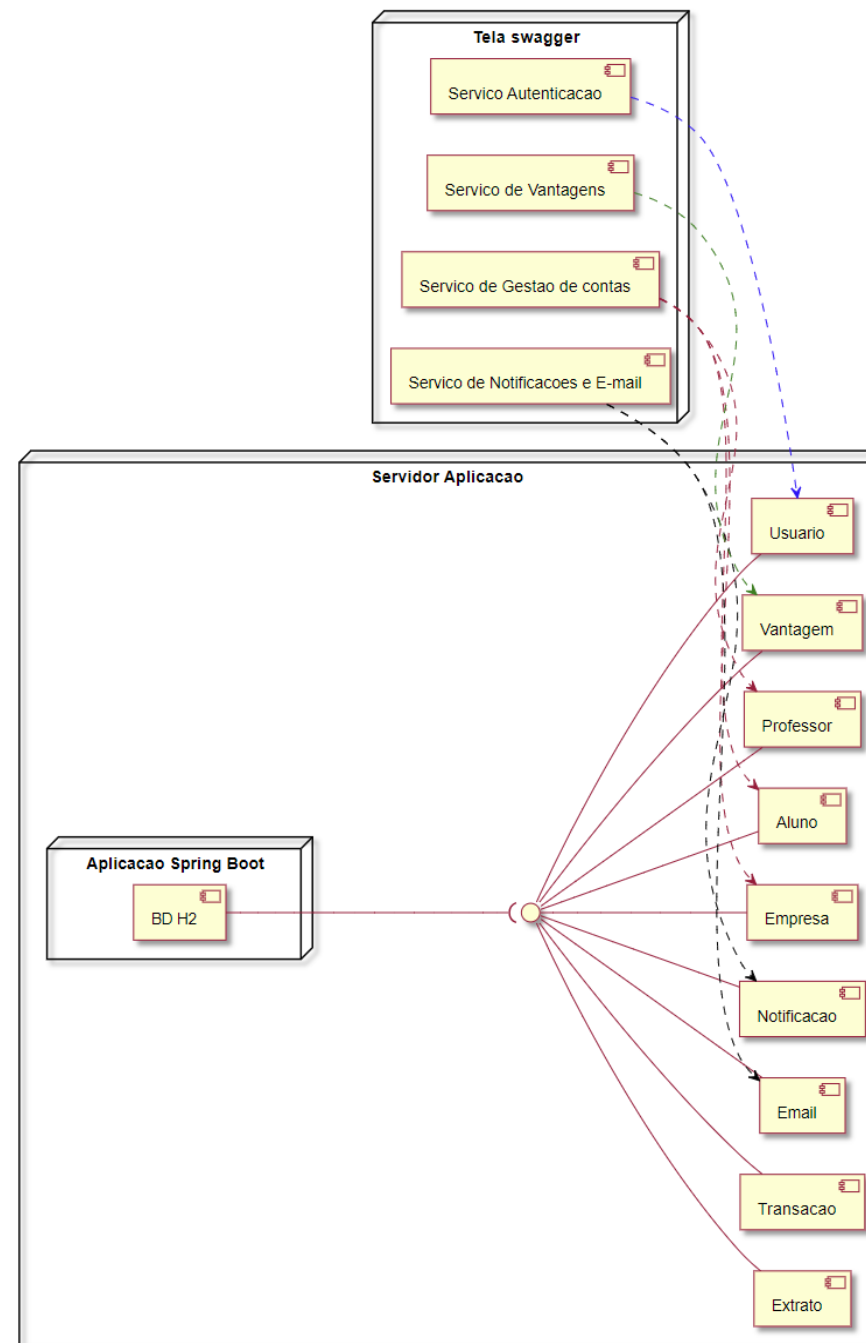 Tela swagger
Servico Autenticacao
Servico de Vantagens
Servico de Gestao de contas
Servico de Notificacoes e E-mail
Servidor Aplicacao
Usuario
Vantagem
Professor
Aluno
Aplicacao Spring Boot
BD H2
Empresa
Notificacao
Email
Transacao
Extrato